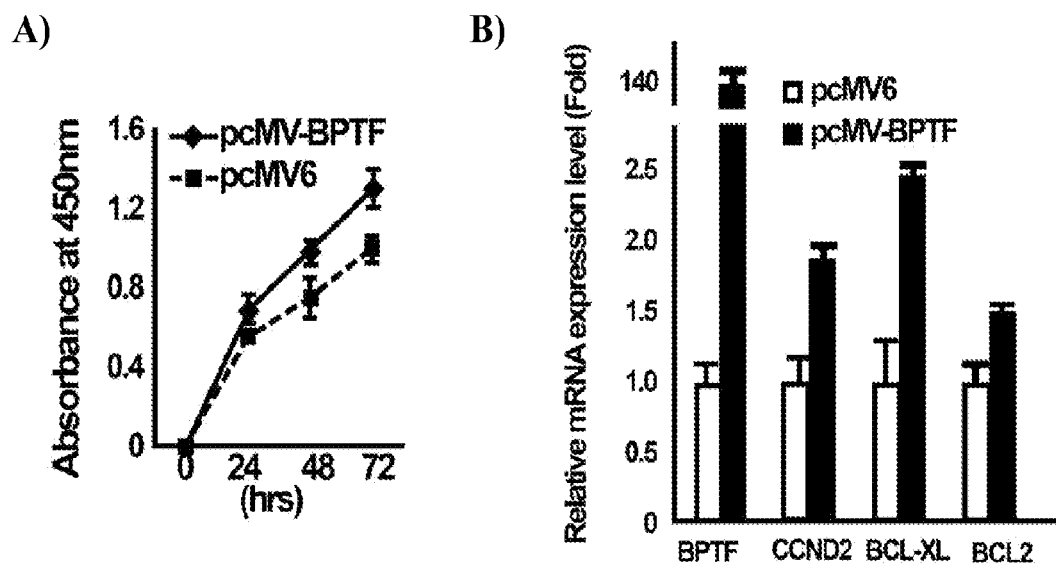 A)
Absorbance at 450nm
1.6
1.2
0.8
0.4
0
pcMV-BPTF
pcMV6
0 24 48 72
(hrs)
B)
Relative mRNA expression level (Fold)
140
2.5
2.0
1.5
1.0
0.5
0
pcMV6
pcMV-BPTF
BPTF CCND2 BCL-XL BCL2